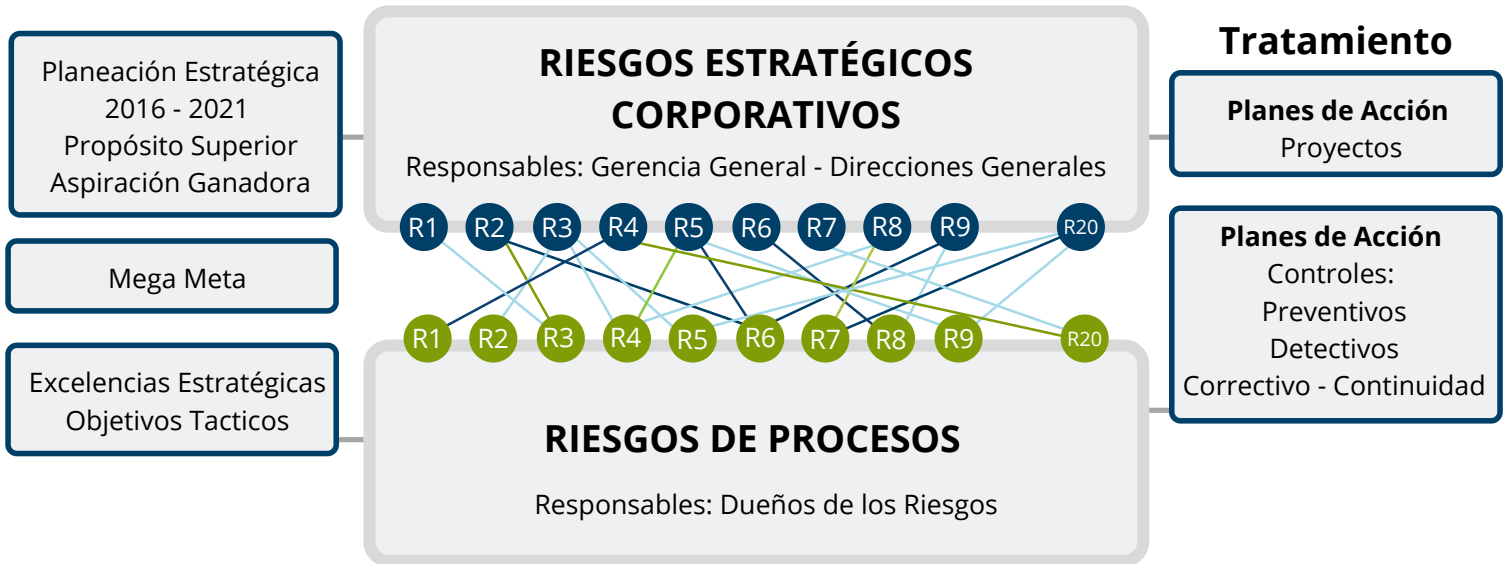 Planeación Estratégica
2016 - 2021
Propósito Superior
Aspiración Ganadora
Mega Meta
Excelencias Estratégicas
Objetivos Tacticos
RIESGOS ESTRATÉGICOS
CORPORATIVOS
Responsables: Gerencia General - Direcciones Generales
R1 R2 R3 R4 R5 R6 R7 R8 R9 R20
R1 R2 R3 R4 R5 R6 R7 R8 R9 R20
RIESGOS DE PROCESOS
Responsables: Dueños de los Riesgos
Tratamiento
Planes de Acción
Proyectos
Planes de Acción
Controles:
Preventivos
Detectivos
Correctivo - Continuidad